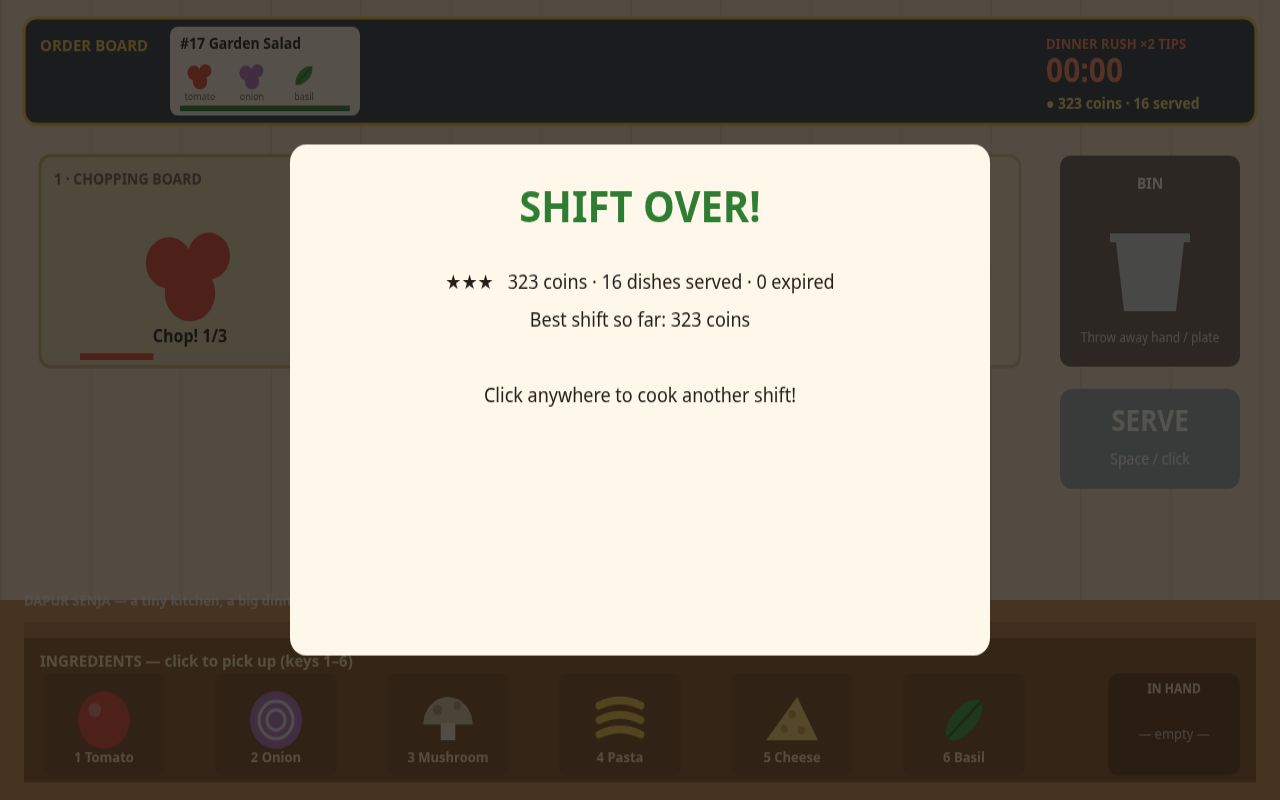 ORDER BOARD
#17 Garden Salad
tomato onion basil
DINNER RUSH ×2 TIPS
00:00
● 323 coins · 16 served
1 · CHOPPING BOARD
Chop! 1/3
SHIFT OVER!
★★★ 323 coins · 16 dishes served · 0 expired
Best shift so far: 323 coins
Click anywhere to cook another shift!
BIN
Throw away hand / plate
SERVE
Space / click
DAPUR SENJA — a tiny kitchen, a big dinn
INGREDIENTS — click to pick up (keys 1–6)
1 Tomato
2 Onion
3 Mushroom
4 Pasta
5 Cheese
6 Basil
IN HAND
— empty —